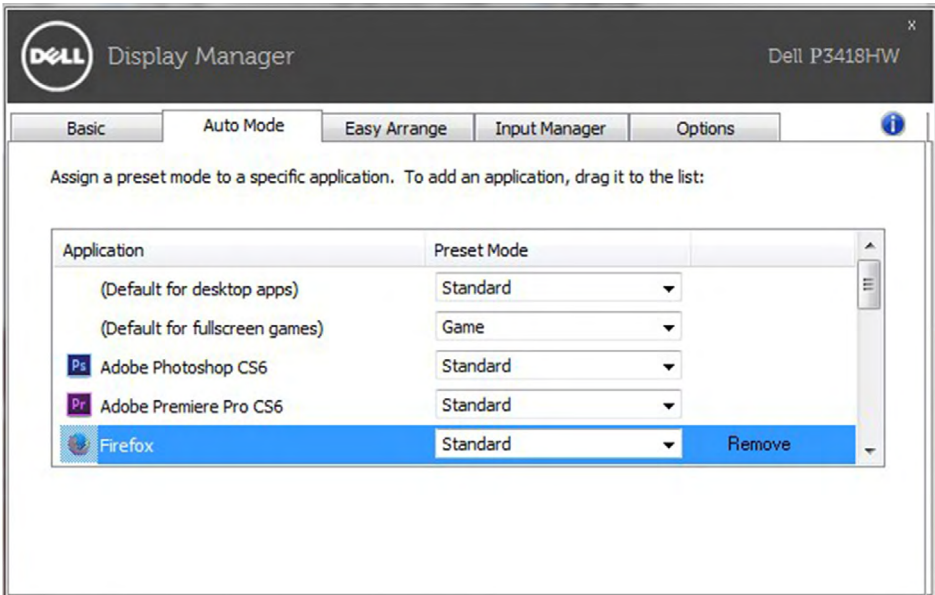 x
DELL Display Manager Dell P3418HW
Basic Auto Mode Easy Arrange Input Manager Options i
Assign a preset mode to a specific application. To add an application, drag it to the list:
Application Preset Mode
(Default for desktop apps) Standard
(Default for fullscreen games) Game
Ps Adobe Photoshop CS6 Standard
Pr Adobe Premiere Pro CS6 Standard
Firefox Standard Remove